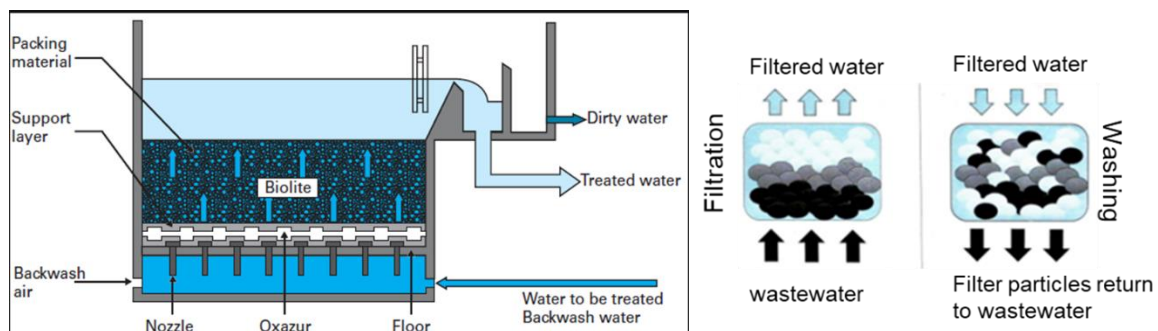 Packing
material
Support
layer
Biolite
Dirty water
Treated water
Backwash
air
Nozzle
Oxazur
Floor
Water to be treated
Backwash water
Filtration
Filtered water
wastewater
Filtered water
Washing
Filter particles return
to wastewater